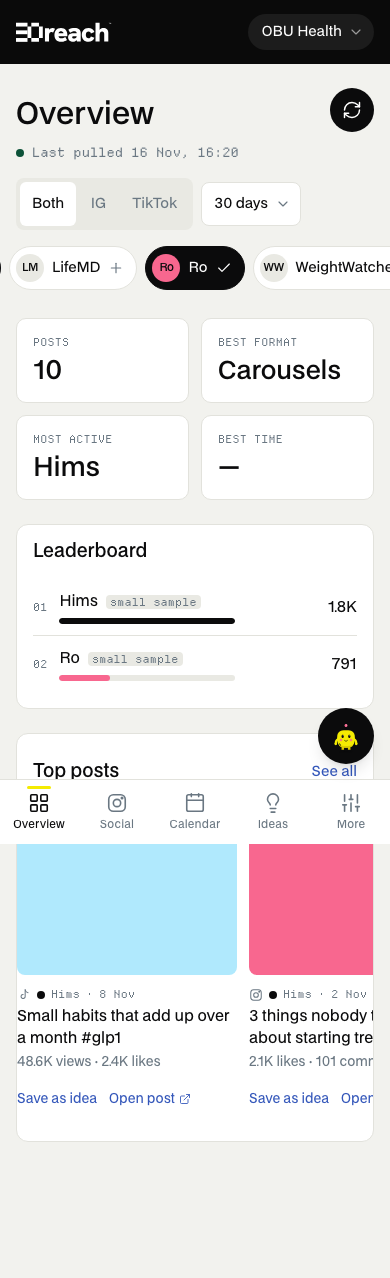 reach
OBU Health
Overview
Last pulled 16 Nov, 16:20
Both IG TikTok 30 days
LM LifeMD Ro Ro WW WeightWatche
POSTS
10
BEST FORMAT
Carousels
MOST ACTIVE
Hims
BEST TIME
—
Leaderboard
01 Hims small sample 1.8K
02 Ro small sample 791
Top posts See all
Overview Social Calendar Ideas More
Hims · 8 Nov
Small habits that add up over
a month #glp1
48.6K views · 2.4K likes
Save as idea Open post
Hims · 2 Nov
3 things nobody
about starting tre
2.1K likes · 101 comm
Save as idea Open